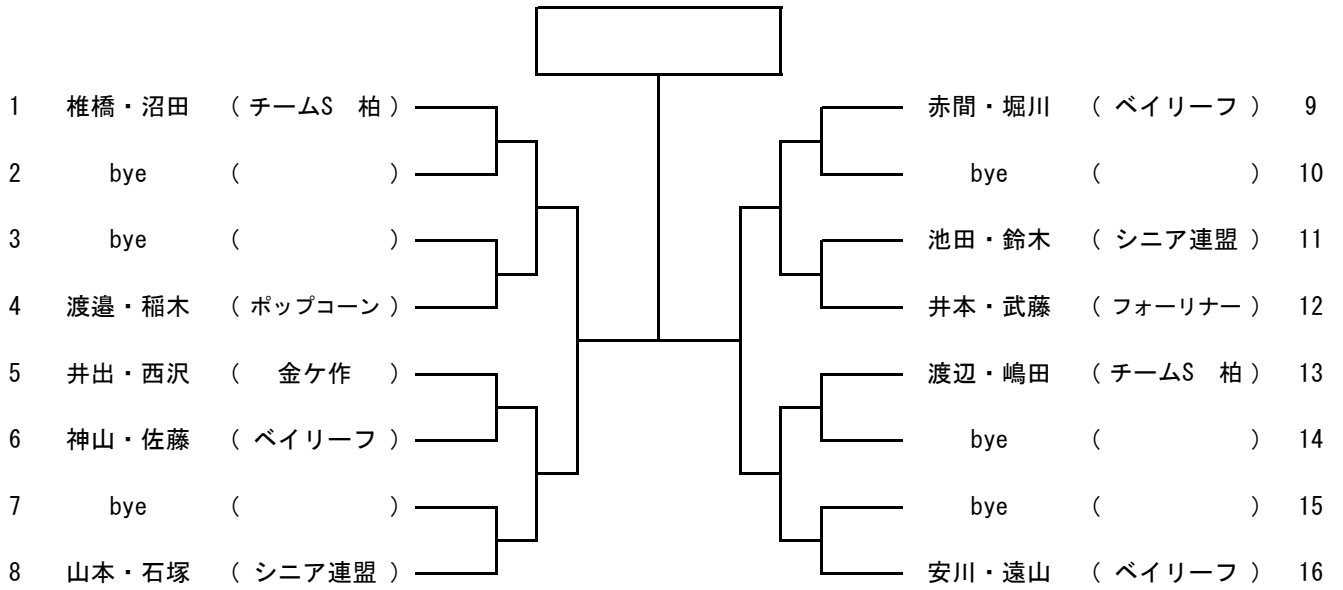 1 椎橋・沼田 ( チームS 柏 )
2 bye ( )
3 bye ( )
4 渡邉・稲木 ( ポップコーン )
5 井出・西沢 ( 金ケ作 )
6 神山・佐藤 ( ベイリーフ )
7 bye ( )
8 山本・石塚 ( シニア連盟 )
赤間・堀川 ( ベイリーフ ) 9
bye ( ) 10
池田・鈴木 ( シニア連盟 ) 11
井本・武藤 ( フォーリナー ) 12
渡辺・嶋田 ( チームS 柏 ) 13
bye ( ) 14
bye ( ) 15
安川・遠山 ( ベイリーフ ) 16